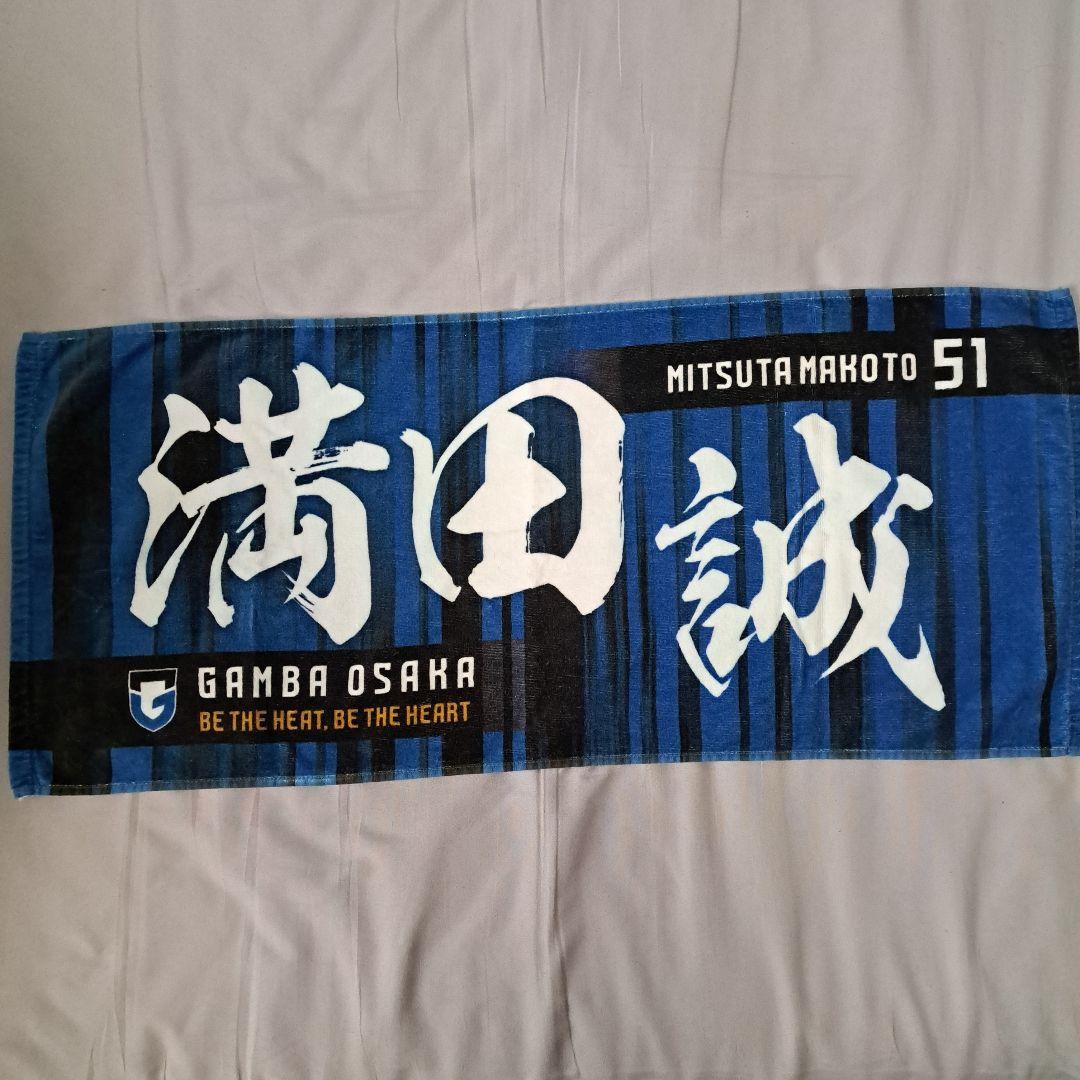 MITSUTA MAKOTO 51
満田 誠
GAMBA OSAKA
BE THE HEAT, BE THE HEART